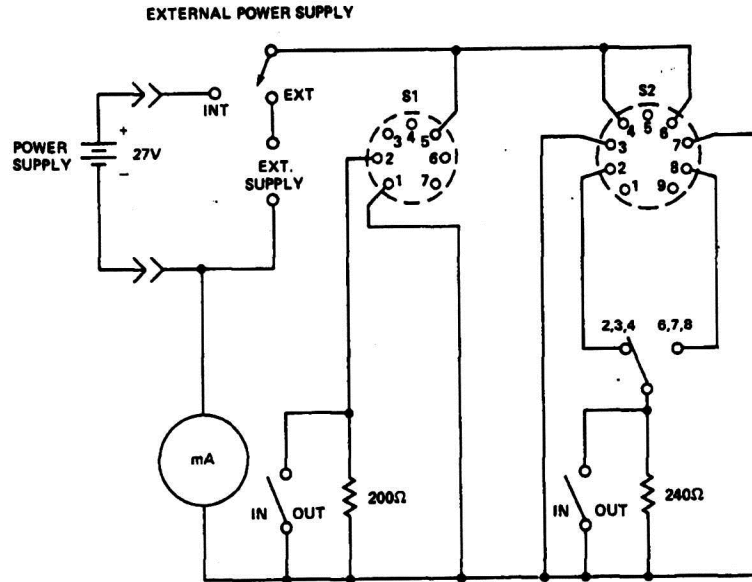 EXTERNAL POWER SUPPLY
INT
EXT
POWER
SUPPLY
+
27V
−
EXT.
SUPPLY
S1
1
2
3
4
5
6
7
S2
1
2
3
4
5
6
7
8
9
2,3,4
6,7,8
mA
IN
OUT
200Ω
IN
OUT
240Ω